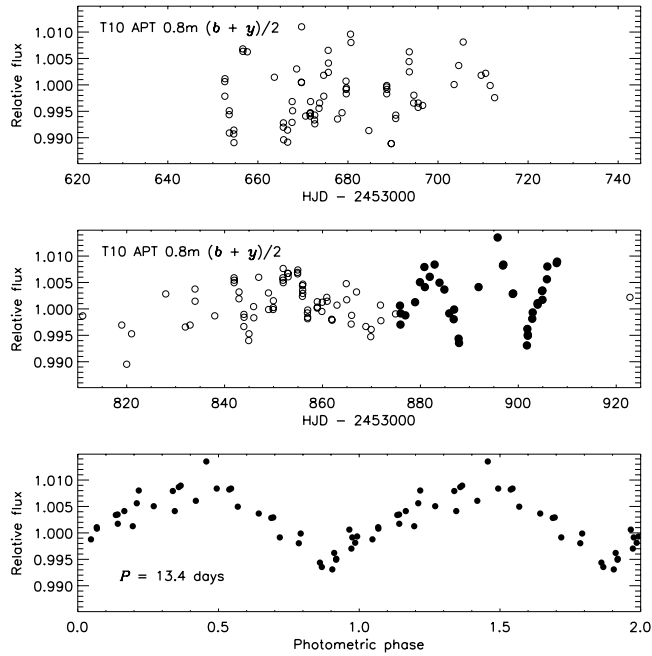 T10 APT 0.8m (b + y)/2
Relative flux
1.010
1.005
1.000
0.995
0.990
620 640 660 680 700 720 740
HJD − 2453000
T10 APT 0.8m (b + y)/2
Relative flux
1.010
1.005
1.000
0.995
0.990
820 840 860 880 900 920
HJD − 2453000
Relative flux
1.010
1.005
1.000
0.995
0.990
P = 13.4 days
0.0 0.5 1.0 1.5 2.0
Photometric phase